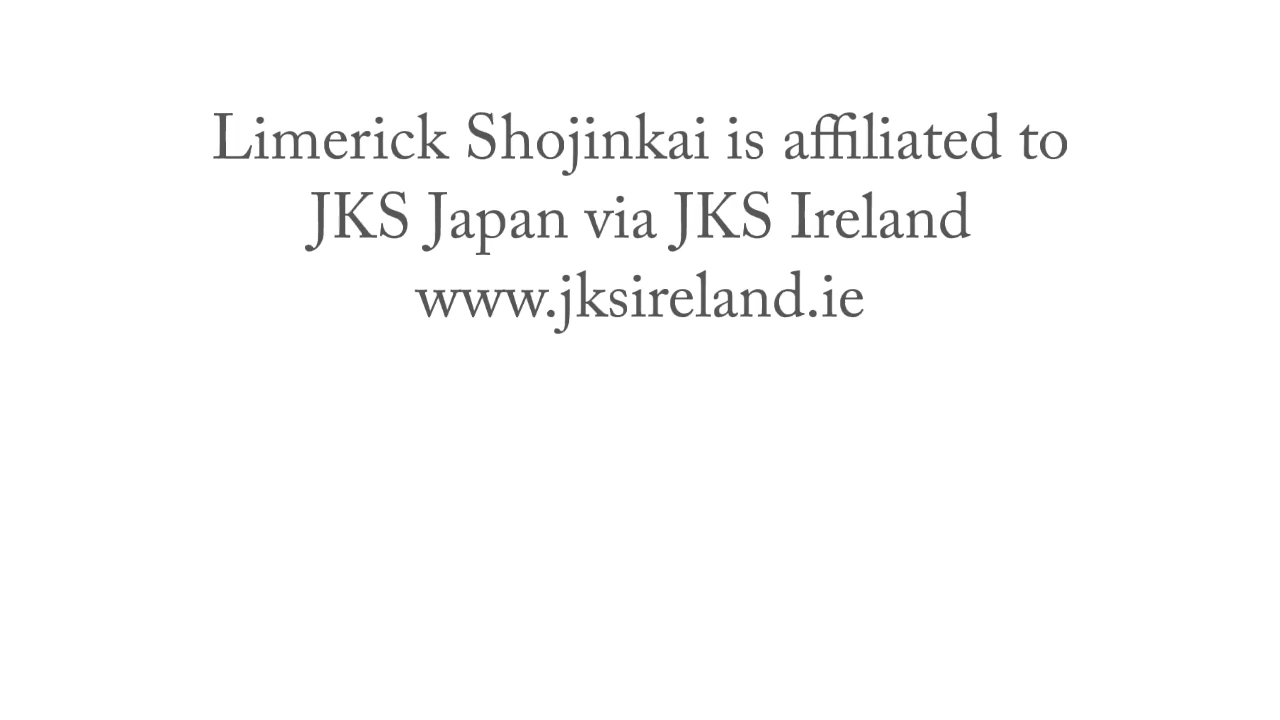 Limerick Shojinkai is affiliated to
JKS Japan via JKS Ireland
www.jksireland.ie